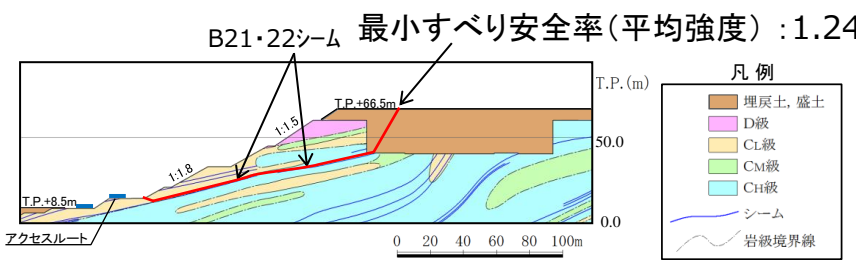 B21・22シーム
最小すべり安全率(平均強度)：1.24
T.P.(m)
T.P.+66.5m
1:1.5
50.0
1:1.8
T.P.+8.5m
0.0
アクセスルート
0 20 40 60 80 100m
凡 例
埋戻土, 盛土
D級
CL級
CM級
CH級
シーム
岩級境界線